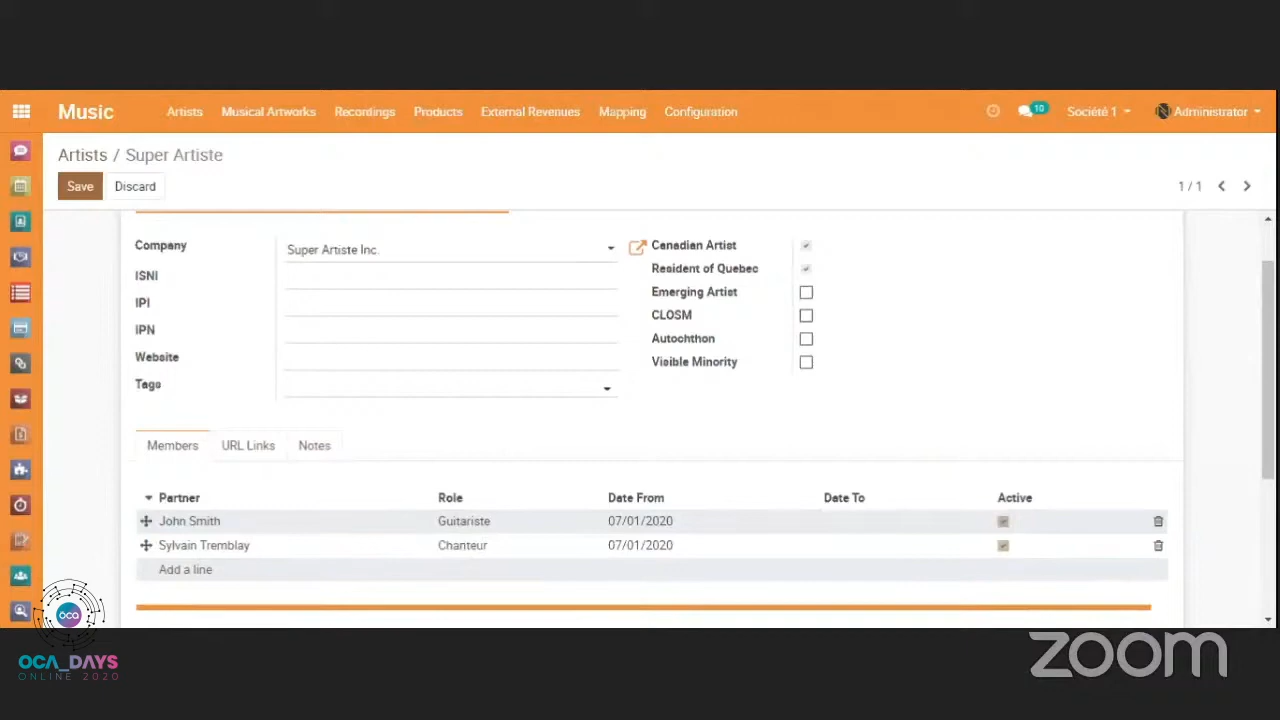 Music Artists Musical Artworks Recordings Products External Revenues Mapping Configuration 10 Société 1 Administrator
Artists / Super Artiste
Save Discard 1 / 1
Company Super Artiste Inc. Canadian Artist
ISNI Resident of Quebec
IPI Emerging Artist
IPN CLOSM
Website Autochthon
Tags Visible Minority
Members URL Links Notes
Partner Role Date From Date To Active
John Smith Guitariste 07/01/2020
Sylvain Tremblay Chanteur 07/01/2020
Add a line
oca
OCA_DAYS
ONLINE 2020
zoom